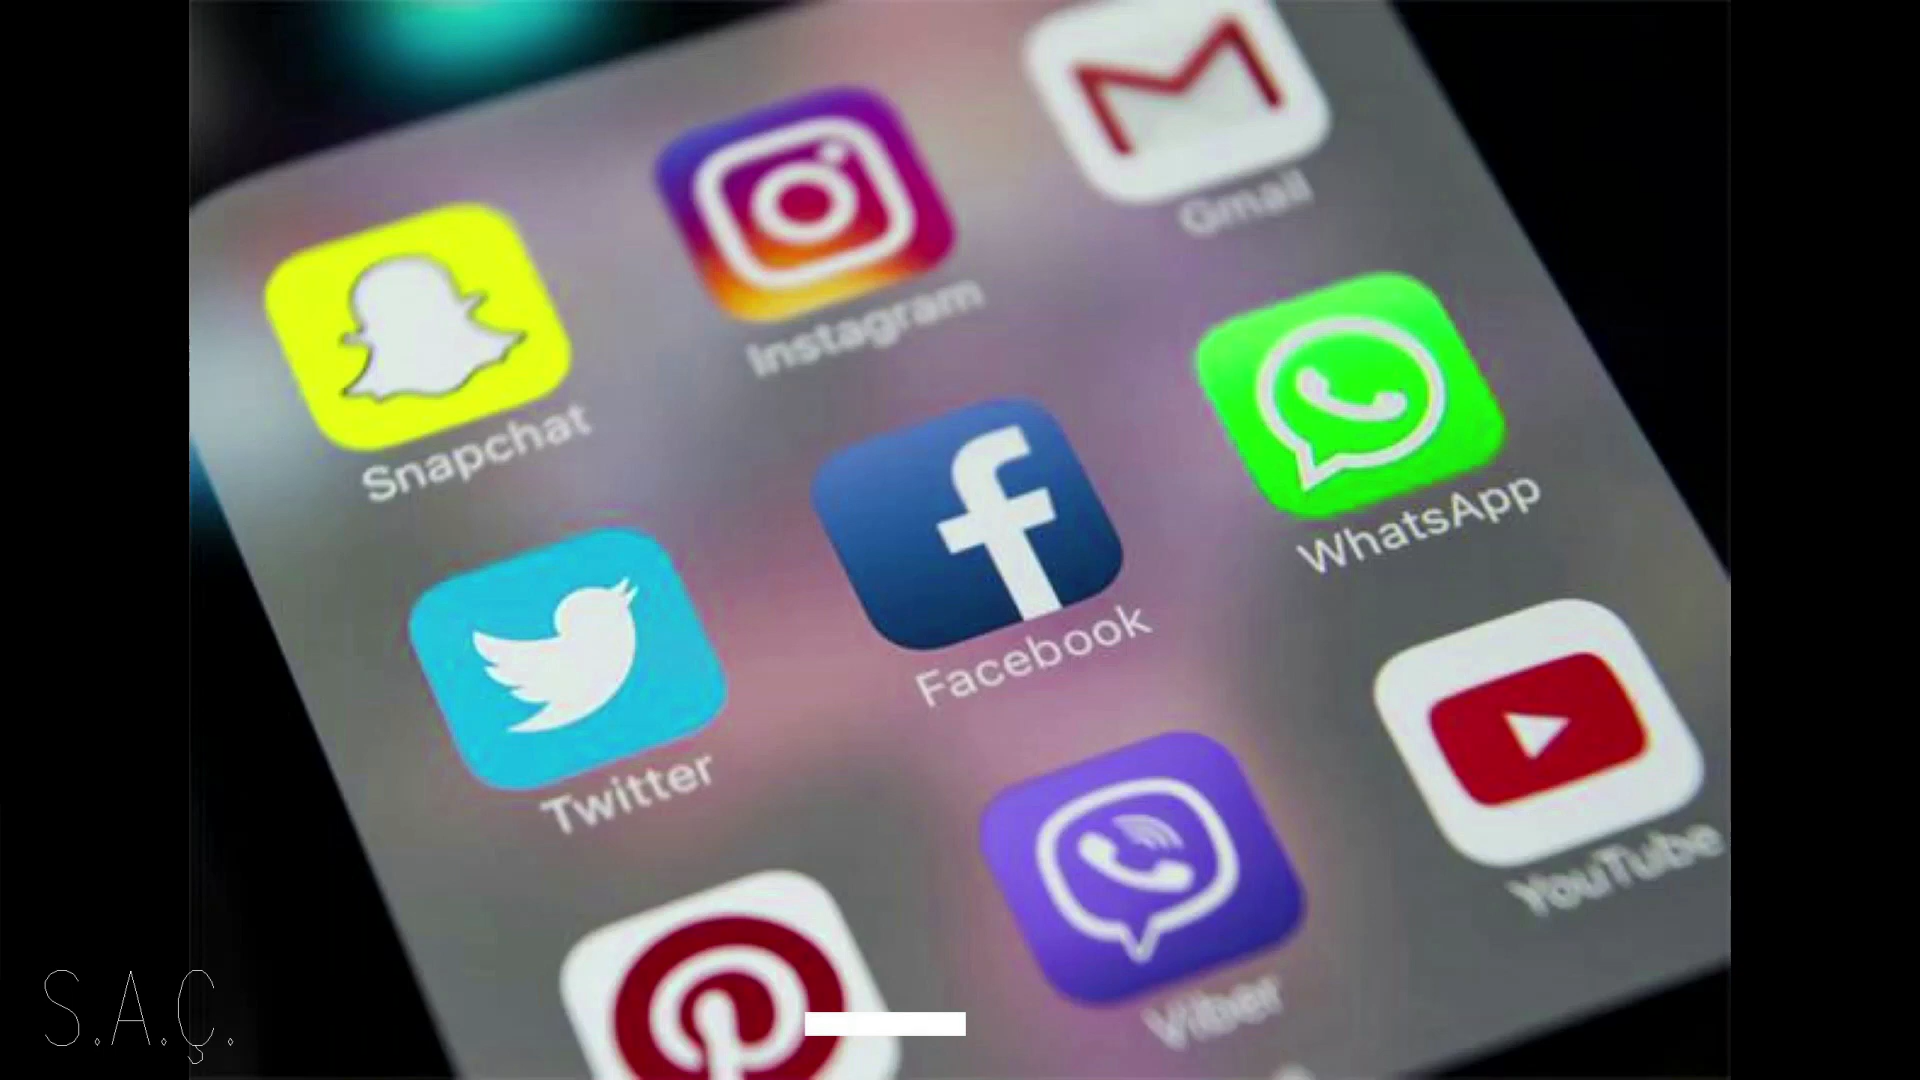 Gmail
Instagram
Snapchat
WhatsApp
Facebook
Twitter
YouTube
Viber
S.A.Ç.